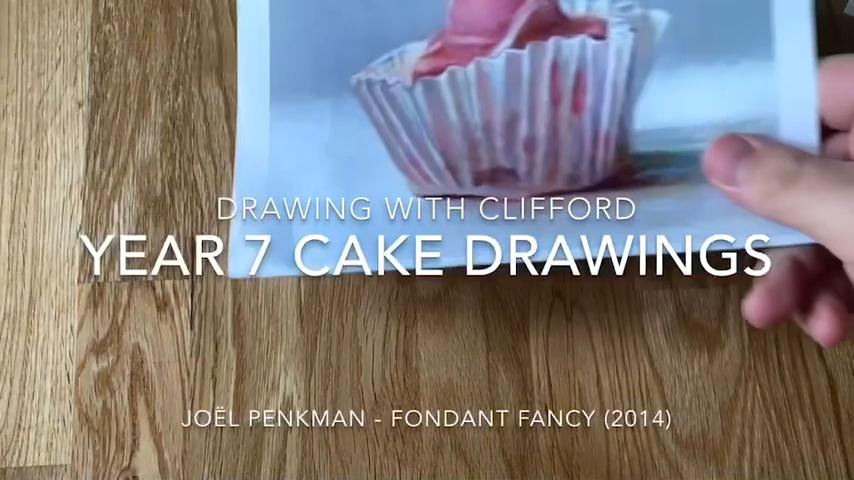 DRAWING WITH CLIFFORD
YEAR 7 CAKE DRAWINGS
JOËL PENKMAN - FONDANT FANCY (2014)